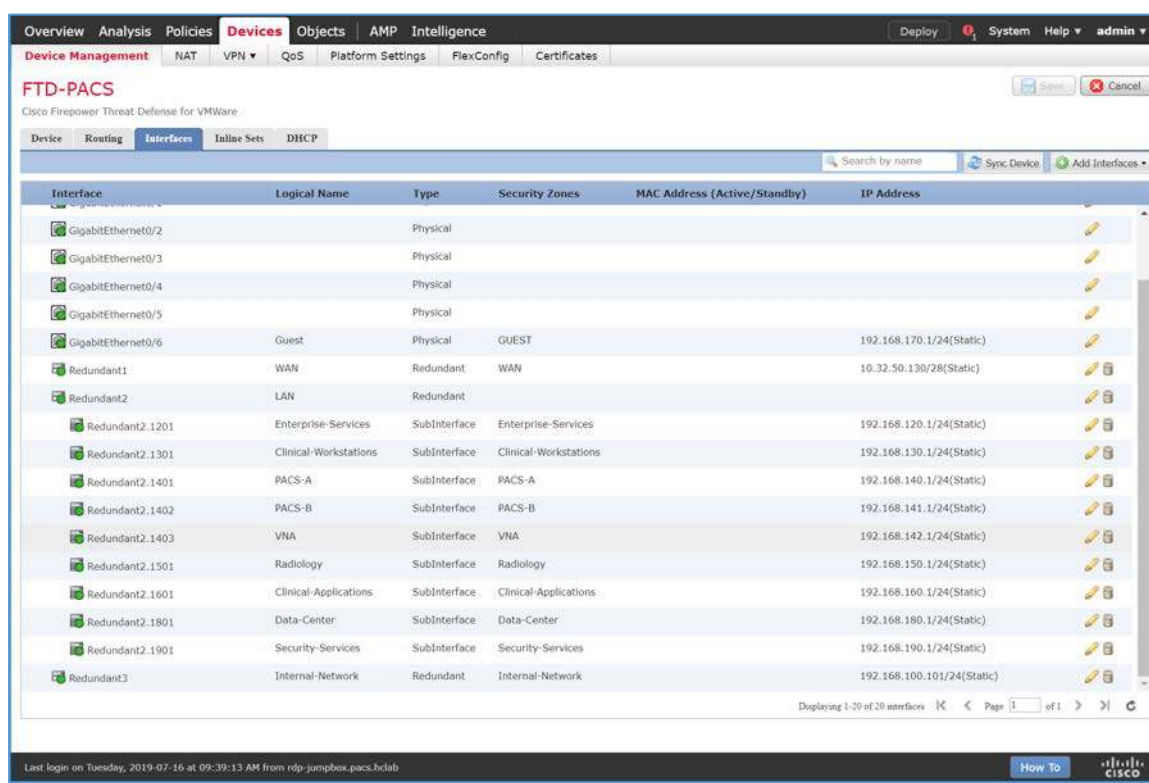 Overview Analysis Policies Devices Objects AMP Intelligence Deploy 1 System Help ▾ admin ▾
Device Management NAT VPN ▾ QoS Platform Settings FlexConfig Certificates
FTD-PACS Save Cancel
Cisco Firepower Threat Defense for VMWare
Device Routing Interfaces Inline Sets DHCP
Search by name Sync Device Add Interfaces
Interface Logical Name Type Security Zones MAC Address (Active/Standby) IP Address
GigabitEthernet0/2 Physical
GigabitEthernet0/3 Physical
GigabitEthernet0/4 Physical
GigabitEthernet0/5 Physical
GigabitEthernet0/6 Guest Physical GUEST 192.168.170.1/24(Static)
Redundant1 WAN Redundant WAN 10.32.50.130/28(Static)
Redundant2 LAN Redundant
Redundant2.1201 Enterprise-Services SubInterface Enterprise-Services 192.168.120.1/24(Static)
Redundant2.1301 Clinical-Workstations SubInterface Clinical-Workstations 192.168.130.1/24(Static)
Redundant2.1401 PACS-A SubInterface PACS-A 192.168.140.1/24(Static)
Redundant2.1402 PACS-B SubInterface PACS-B 192.168.141.1/24(Static)
Redundant2.1403 VNA SubInterface VNA 192.168.142.1/24(Static)
Redundant2.1501 Radiology SubInterface Radiology 192.168.150.1/24(Static)
Redundant2.1601 Clinical-Applications SubInterface Clinical-Applications 192.168.160.1/24(Static)
Redundant2.1801 Data-Center SubInterface Data-Center 192.168.180.1/24(Static)
Redundant2.1901 Security-Services SubInterface Security-Services 192.168.190.1/24(Static)
Redundant3 Internal-Network Redundant Internal-Network 192.168.100.101/24(Static)
Displaying 1-20 of 20 interfaces Page 1 of 1
Last login on Tuesday, 2019-07-16 at 09:39:13 AM from rdp-jumpbox.pacs.hclab How To CISCO